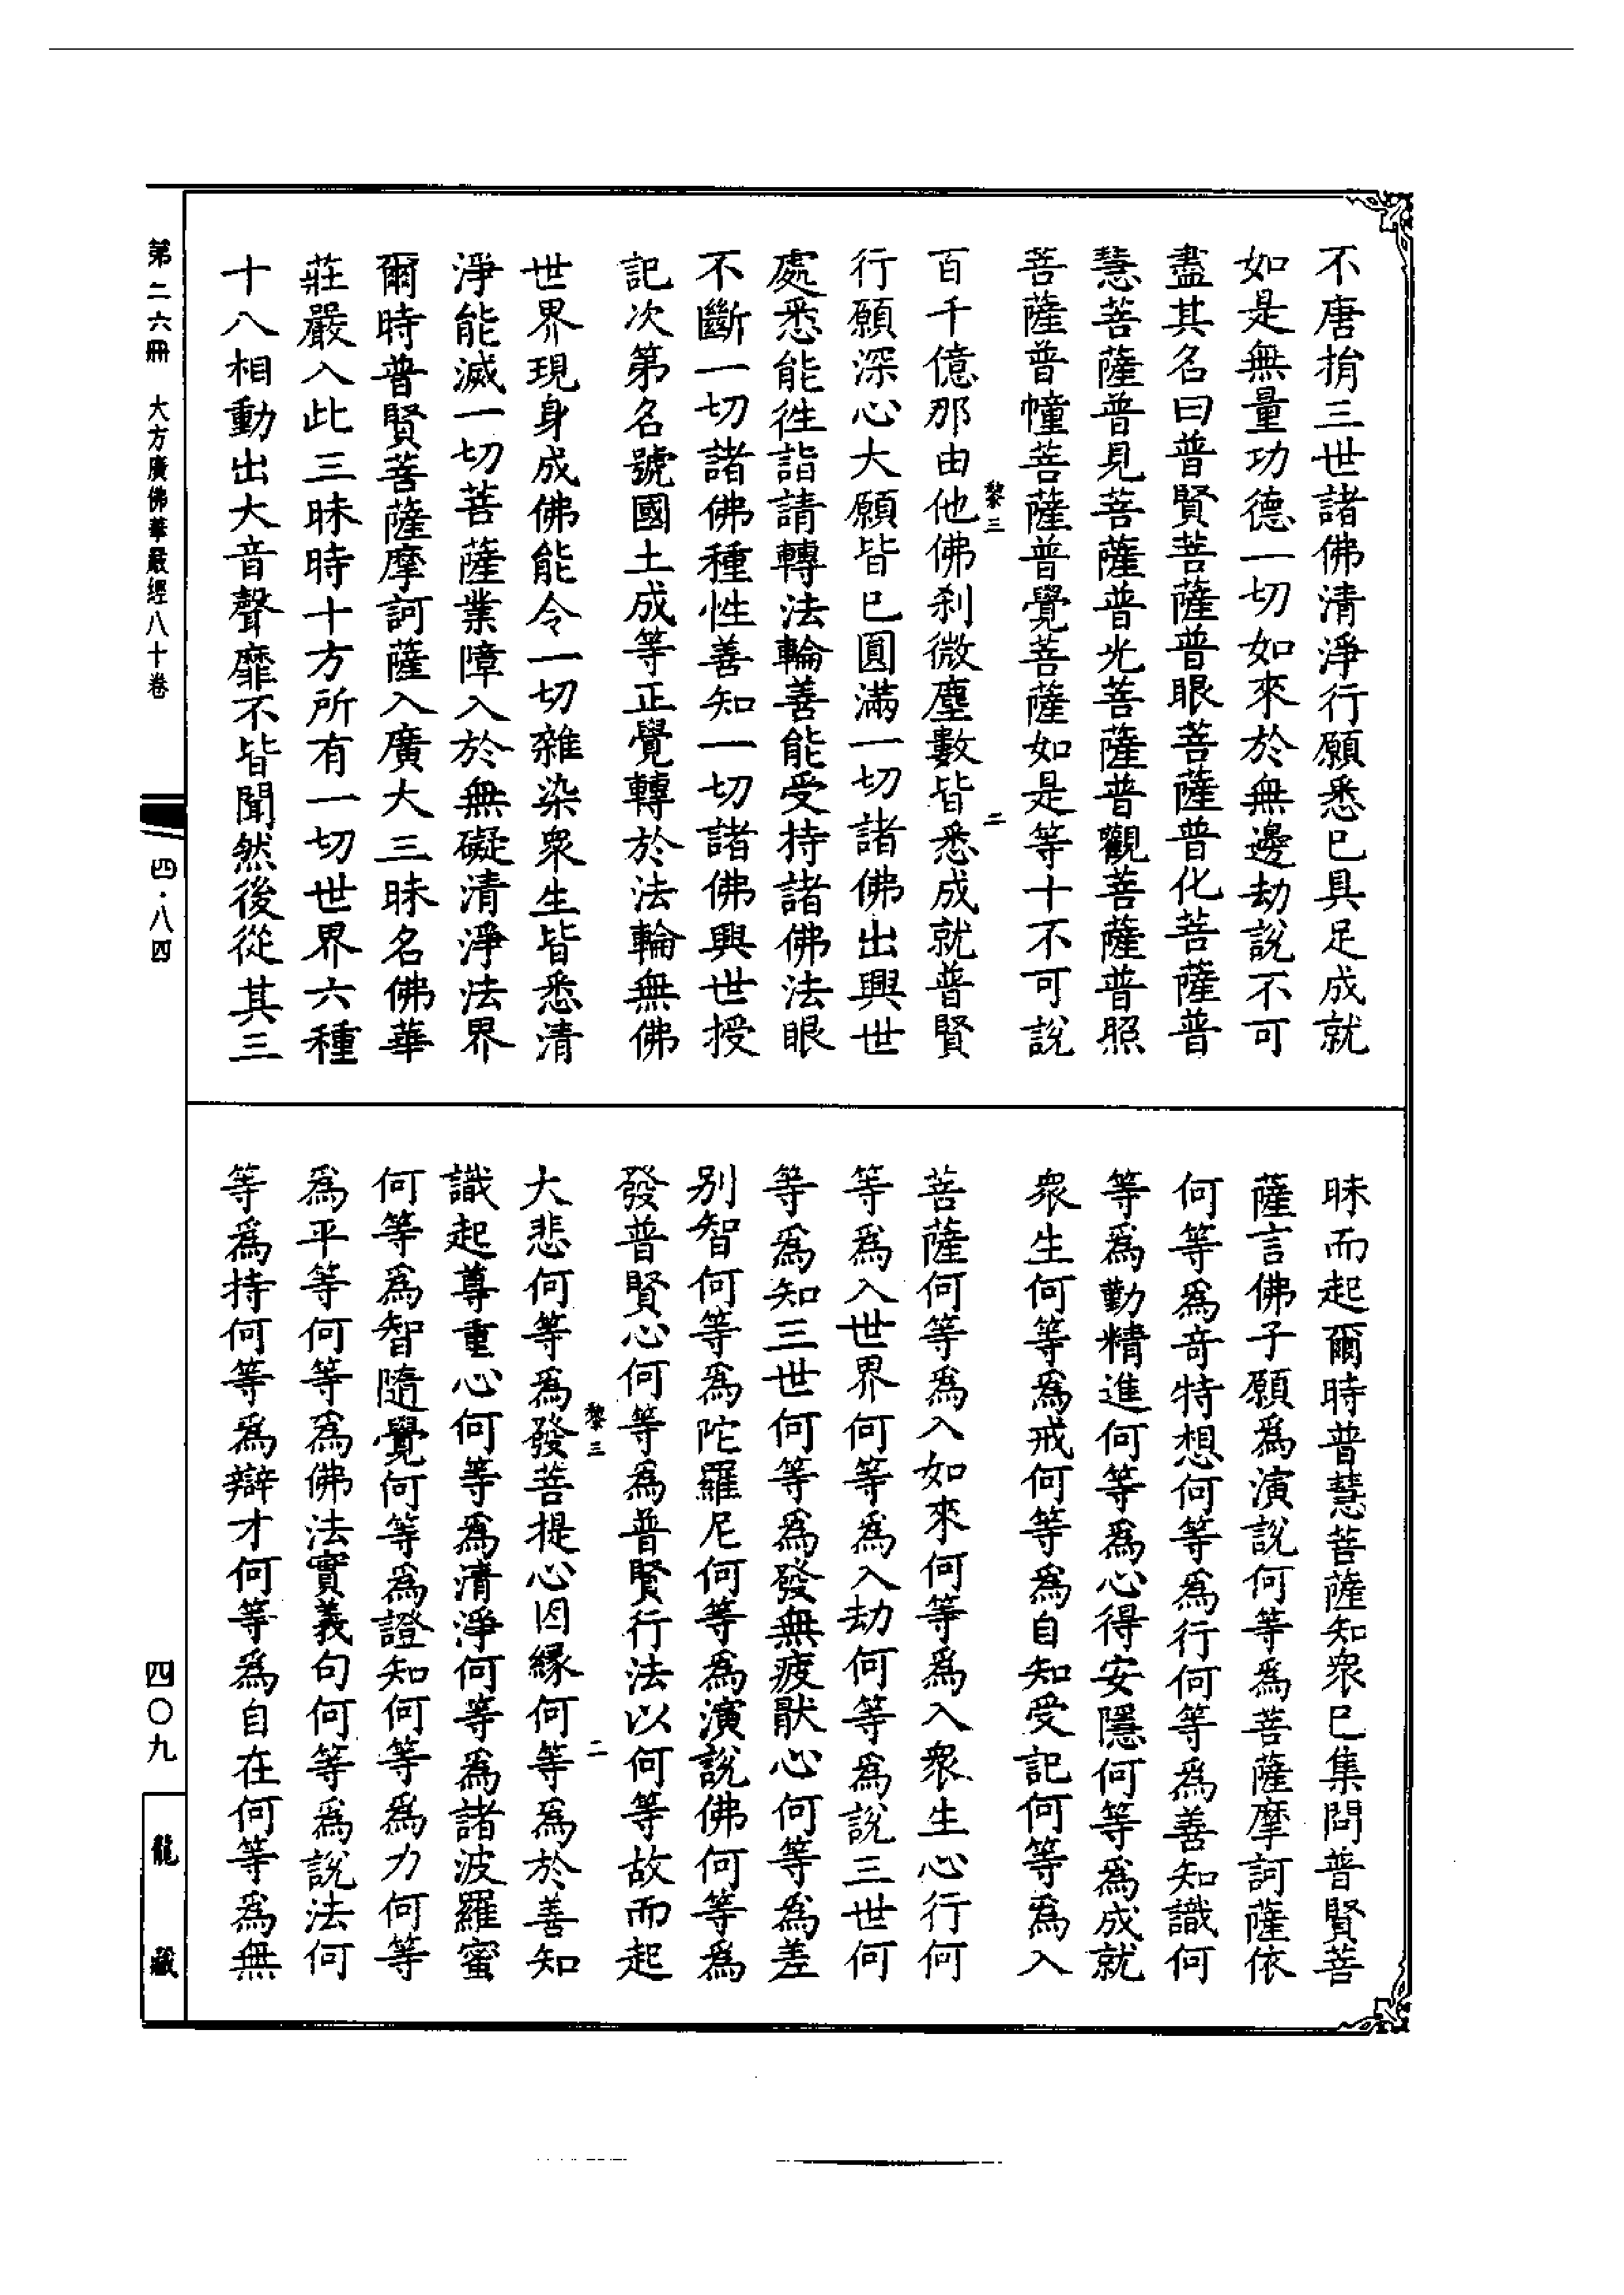 不唐捐三世諸佛清淨行願悉已具足成就
如是無量功德一切如來於無邊劫說不可
盡其名曰普賢菩薩普眼菩薩普化菩薩普
慧菩薩普見菩薩普光菩薩普觀菩薩普照
菩薩普幢菩薩普覺菩薩如是等十不可說
黎三 二
百千億那由他佛剎微塵數皆悉成就普賢
行願深心大願皆已圓滿一切諸佛出興世
處悉能徃詣請轉法輪善能受持諸佛法眼
不斷一切諸佛種性善知一切諸佛興世授
記次第名號國土成等正覺轉於法輪無佛
世界現身成佛能令一切雜染衆生皆悉清
淨能滅一切菩薩業障入於無礙清淨法界
爾時普賢菩薩摩訶薩入廣大三昧名佛華
莊嚴入此三昧時十方所有一切世界六種
十八相動出大音聲靡不皆聞然後從其三
昧而起爾時普慧菩薩知衆已集問普賢菩
薩言佛子願爲演說何等爲菩薩摩訶薩依
何等爲奇特想何等爲行何等爲善知識何
等爲勤精進何等爲心得安隱何等爲成就
衆生何等爲戒何等爲自知受記何等爲入
菩薩何等爲入如來何等爲入衆生心行何
等爲入世界何等爲入劫何等爲說三世何
等爲知三世何等爲發無疲猒心何等爲差
别智何等爲陀羅尼何等爲演說佛何等爲
發普賢心何等爲普賢行法以何等故而起
黎三 二
大悲何等爲發菩提心因緣何等爲於善知
識起尊重心何等爲清淨何等爲諸波羅蜜
何等爲智隨覺何等爲證知何等爲力何等
爲平等何等爲佛法實義句何等爲說法何
等爲持何等爲辯才何等爲自在何等爲無
第二六冊 大方廣佛華嚴經八十卷 四·八四 四〇九
龍藏